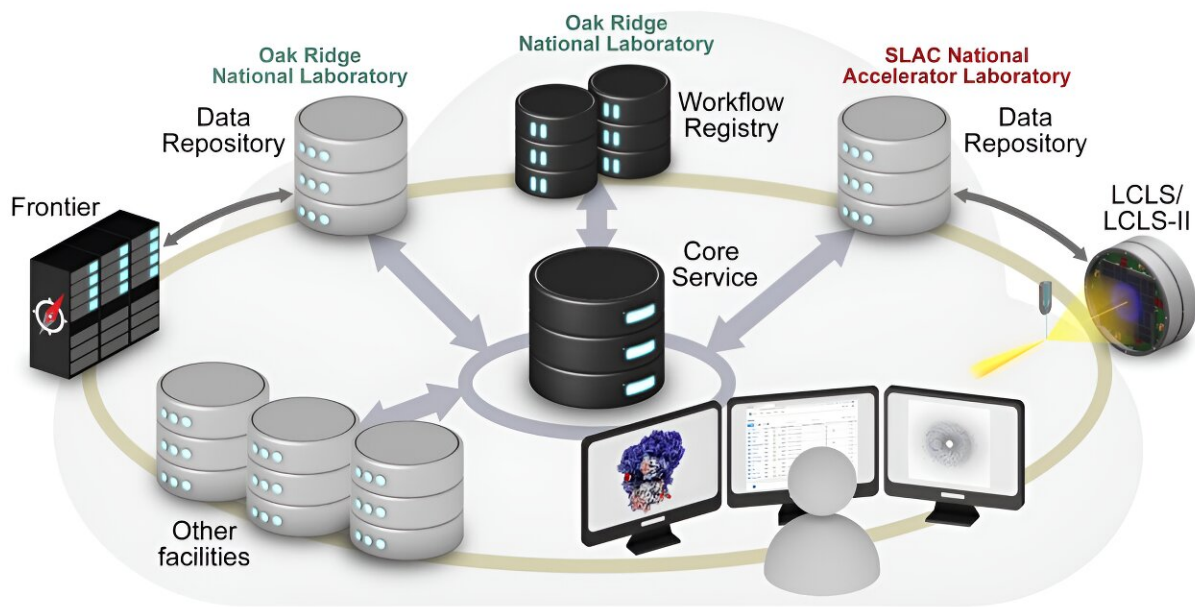 Oak Ridge
National Laboratory
Oak Ridge
National Laboratory
SLAC National
Accelerator Laboratory
Data
Repository
Workflow
Registry
Data
Repository
Frontier
LCLS/
LCLS-II
Core
Service
Other
facilities